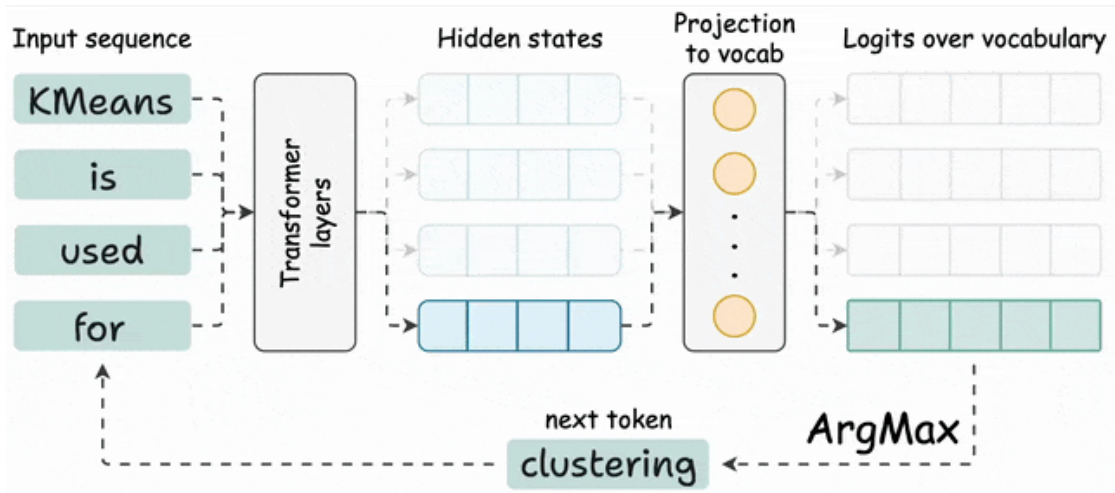 Input sequence
Hidden states
Projection
to vocab
Logits over vocabulary
KMeans
is
used
for
Transformer
layers
next token
clustering
ArgMax